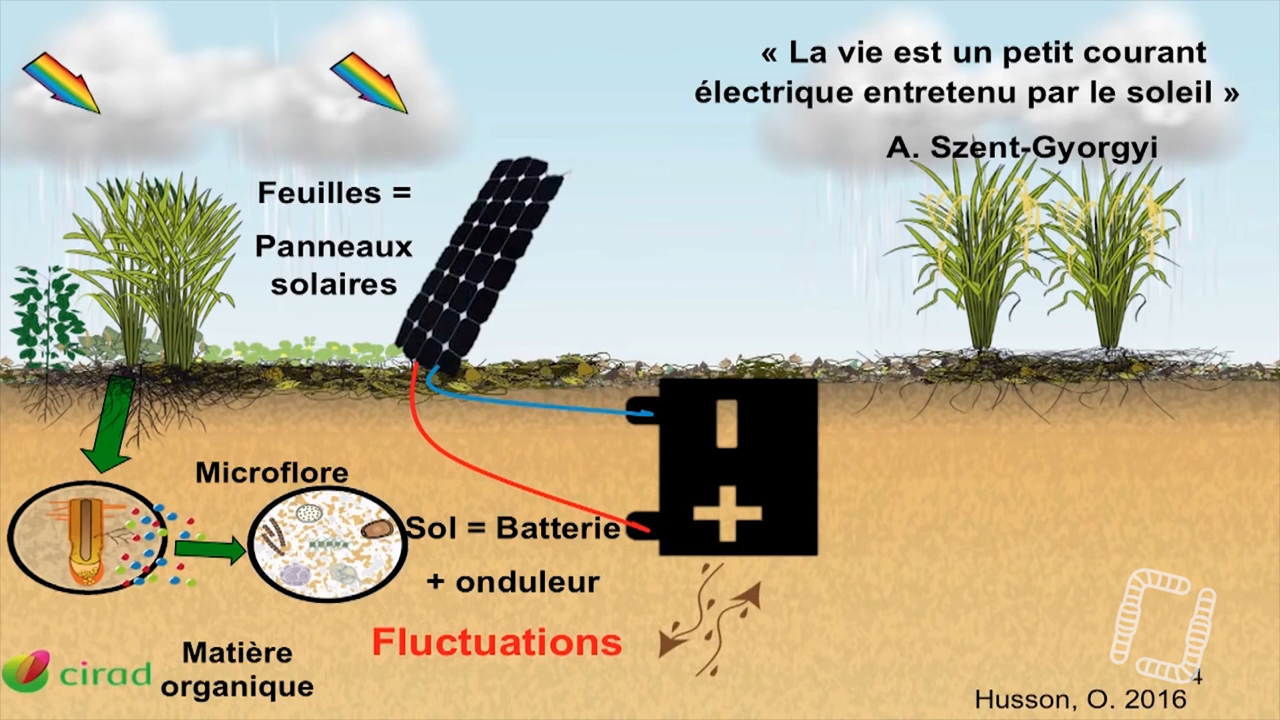 « La vie est un petit courant
électrique entretenu par le soleil »
A. Szent-Gyorgyi
Feuilles =
Panneaux
solaires
Microflore
Sol = Batterie
+ onduleur
Fluctuations
Matière
organique
cirad
4
Husson, O. 2016